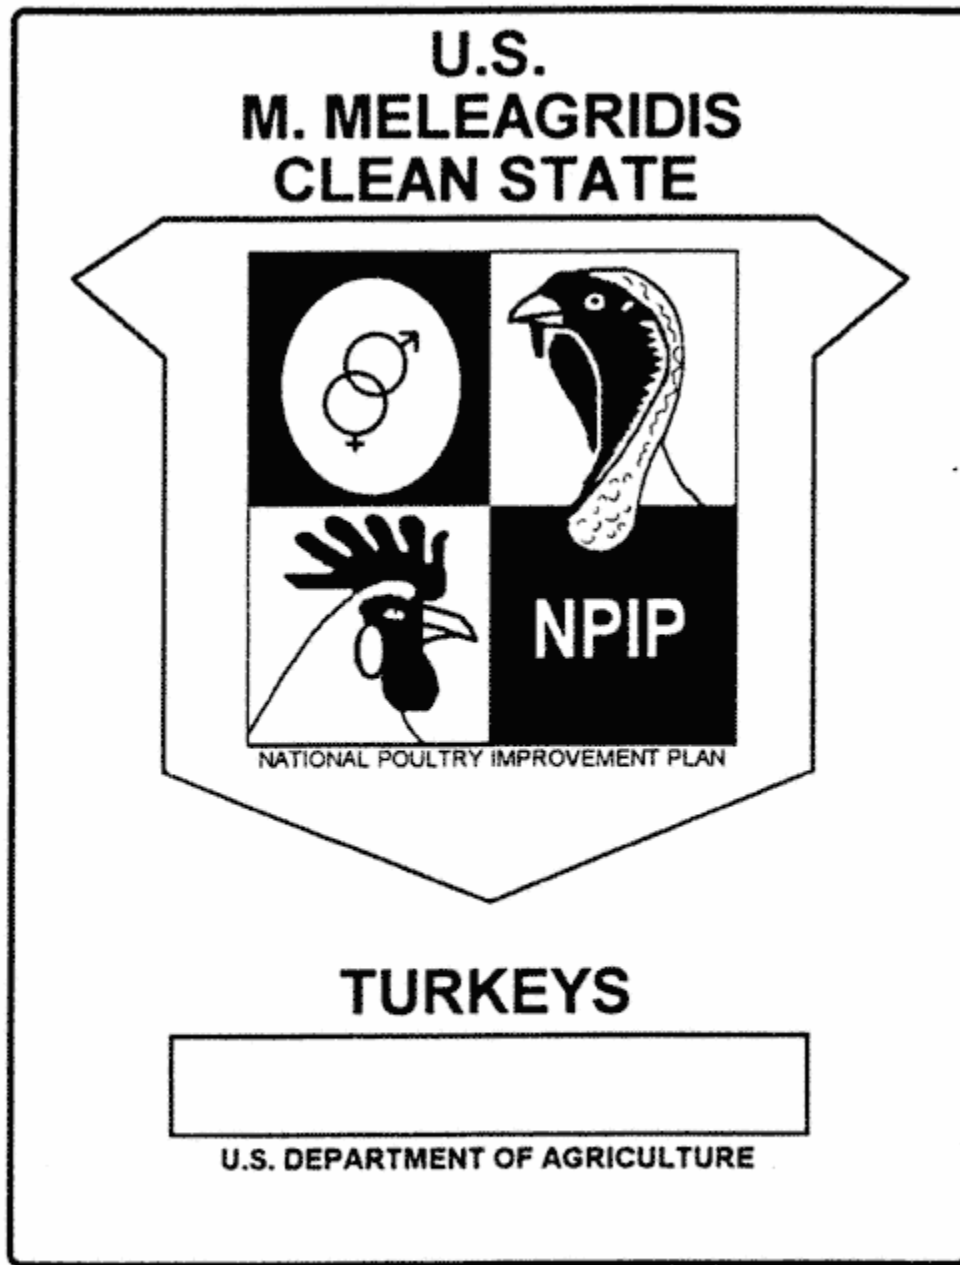 U.S.
M. MELEAGRIDIS
CLEAN STATE
NPIP
NATIONAL POULTRY IMPROVEMENT PLAN
TURKEYS
U.S. DEPARTMENT OF AGRICULTURE